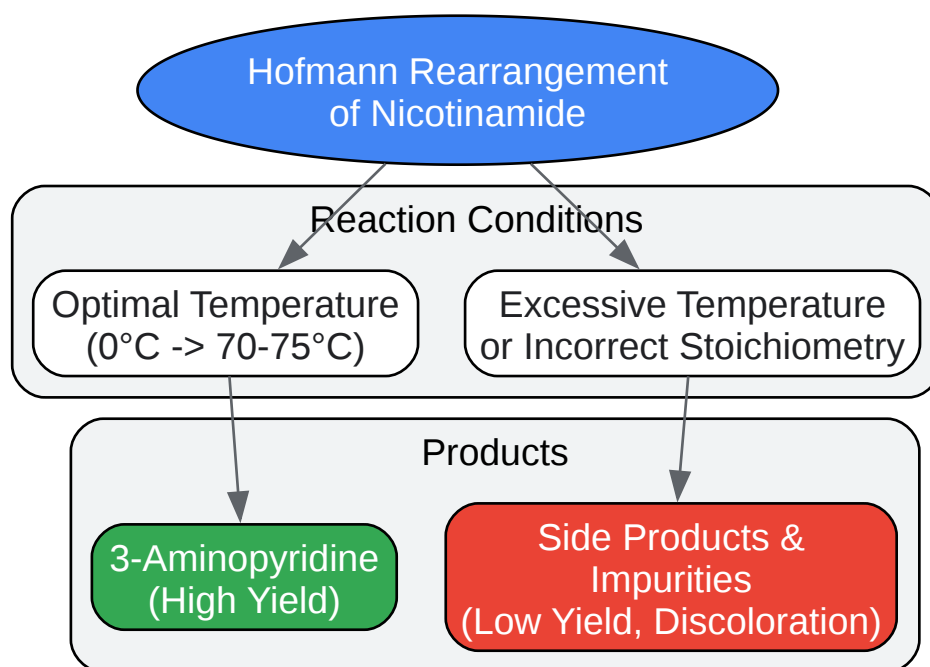 Hofmann Rearrangement
of Nicotinamide
Reaction Conditions
Optimal Temperature
(0°C -> 70-75°C)
Excessive Temperature
or Incorrect Stoichiometry
Products
3-Aminopyridine
(High Yield)
Side Products &
Impurities
(Low Yield, Discoloration)